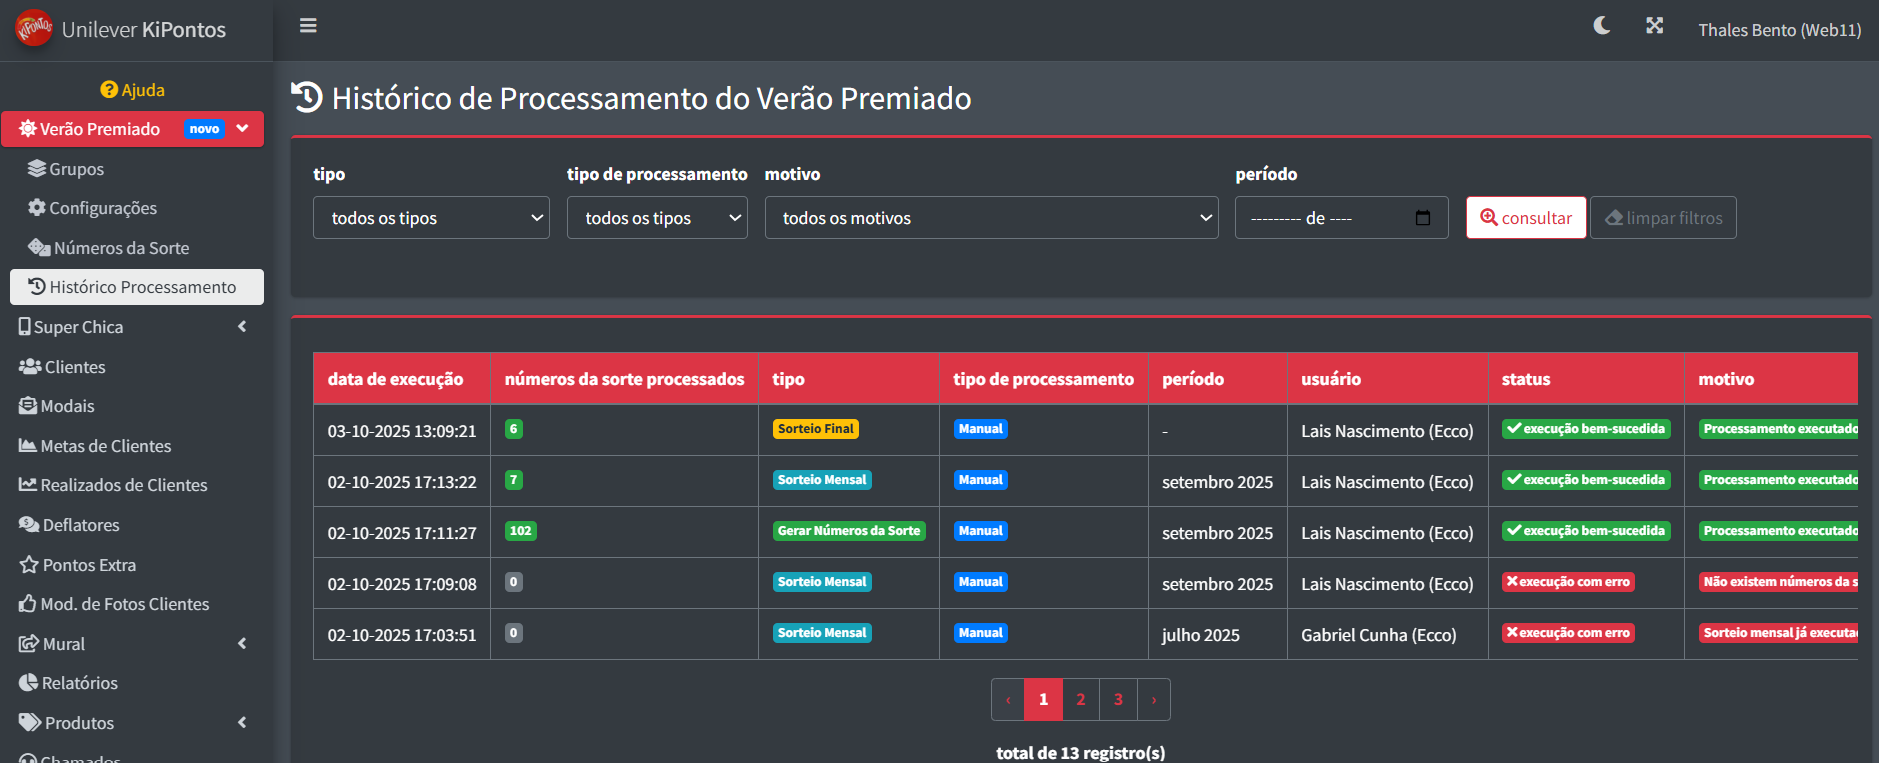 KiPontos
Unilever KiPontos
Thales Bento (Web11)
Ajuda
Verão Premiado novo
Grupos
Configurações
Números da Sorte
Histórico Processamento
Super Chica
Clientes
Modais
Metas de Clientes
Realizados de Clientes
Deflatores
Pontos Extra
Mod. de Fotos Clientes
Mural
Relatórios
Produtos
Chamados
Histórico de Processamento do Verão Premiado
tipo tipo de processamento motivo período
todos os tipos todos os tipos todos os motivos --------- de ---- consultar limpar filtros
data de execução números da sorte processados tipo tipo de processamento período usuário status motivo
03-10-2025 13:09:21 6 Sorteio Final Manual - Lais Nascimento (Ecco) execução bem-sucedida Processamento executado
02-10-2025 17:13:22 7 Sorteio Mensal Manual setembro 2025 Lais Nascimento (Ecco) execução bem-sucedida Processamento executado
02-10-2025 17:11:27 102 Gerar Números da Sorte Manual setembro 2025 Lais Nascimento (Ecco) execução bem-sucedida Processamento executado
02-10-2025 17:09:08 0 Sorteio Mensal Manual setembro 2025 Lais Nascimento (Ecco) execução com erro Não existem números da s
02-10-2025 17:03:51 0 Sorteio Mensal Manual julho 2025 Gabriel Cunha (Ecco) execução com erro Sorteio mensal já executa
‹ 1 2 3 ›
total de 13 registro(s)